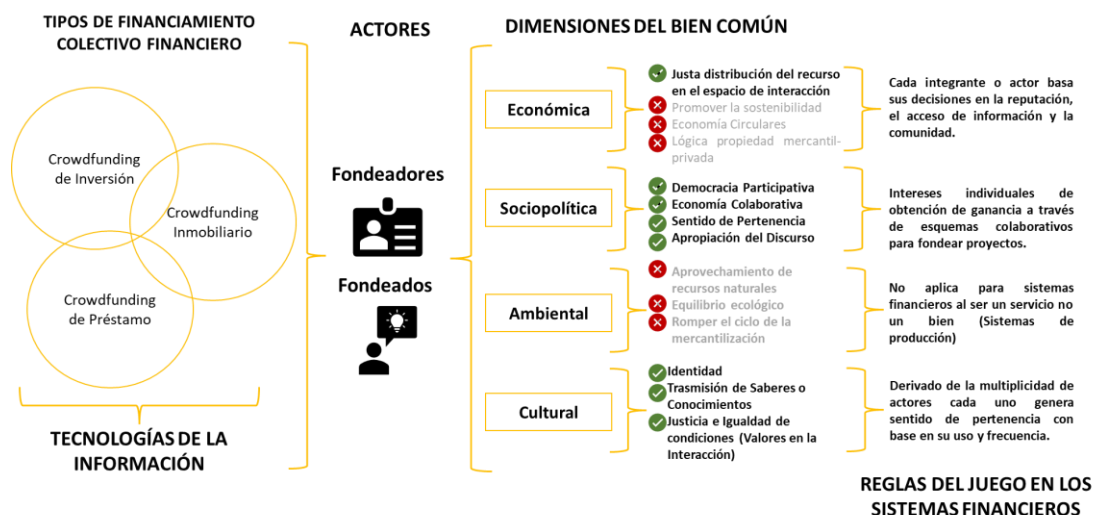 TIPOS DE FINANCIAMIENTO
COLECTIVO FINANCIERO
Crowdfunding
de Inversión
Crowdfunding
Inmobiliario
Crowdfunding
de Préstamo
TECNOLOGÍAS DE LA
INFORMACIÓN
ACTORES
Fondeadores
Fondeados
DIMENSIONES DEL BIEN COMÚN
Económica
Justa distribución del recurso
en el espacio de interacción
Promover la sostenibilidad
Economía Circulares
Lógica propiedad mercantil-
privada
Cada integrante o actor basa
sus decisiones en la reputación,
el acceso de información y la
comunidad.
Sociopolítica
Democracia Participativa
Economía Colaborativa
Sentido de Pertenencia
Apropiación del Discurso
Intereses individuales de
obtención de ganancia a través
de esquemas colaborativos
para fondear proyectos.
Ambiental
Aprovechamiento de
recursos naturales
Equilibrio ecológico
Romper el ciclo de la
mercantilización
No aplica para sistemas
financieros al ser un servicio no
un bien (Sistemas de
producción)
Cultural
Identidad
Trasmisión de Saberes o
Conocimientos
Justicia e Igualdad de
condiciones (Valores en la
Interacción)
Derivado de la multiplicidad de
actores cada uno genera
sentido de pertenencia con
base en su uso y frecuencia.
REGLAS DEL JUEGO EN LOS
SISTEMAS FINANCIEROS